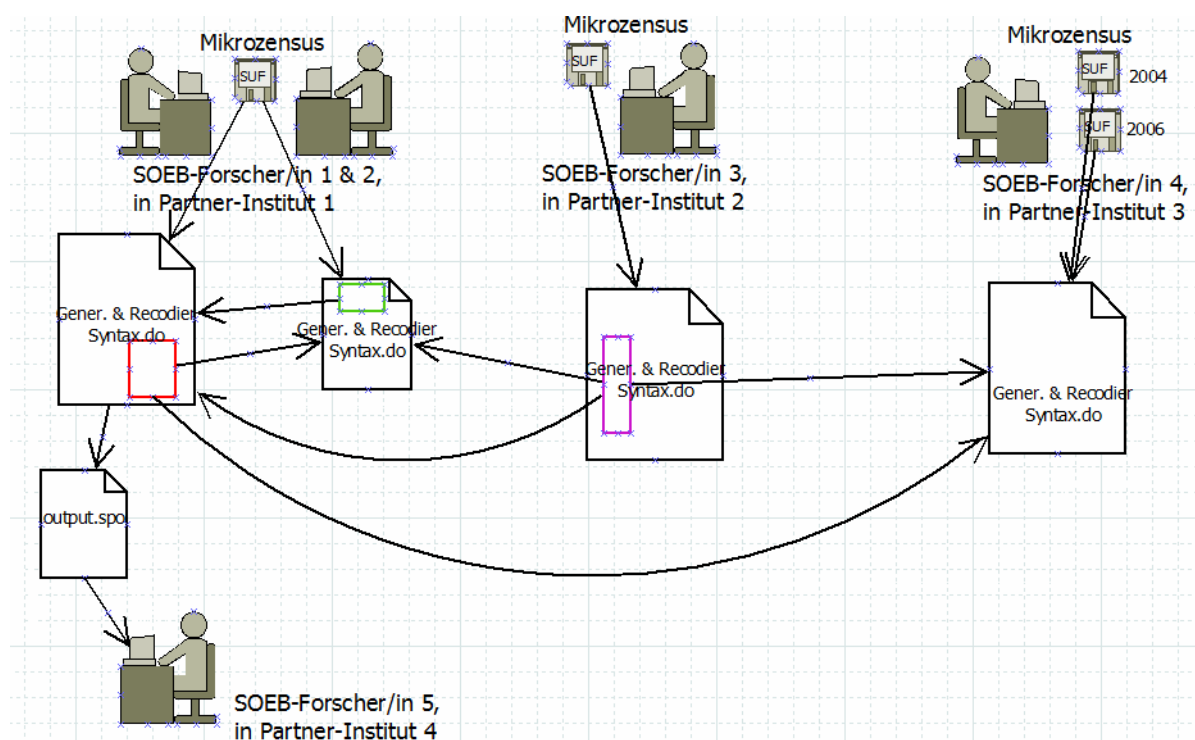 Mikrozensus
SUF
SOEB-Forscher/in 1 & 2,
in Partner-Institut 1
Mikrozensus
SUF
SOEB-Forscher/in 3,
in Partner-Institut 2
Mikrozensus
SUF
2004
SUF
2006
SOEB-Forscher/in 4,
in Partner-Institut 3
Gener. & Recodier
Syntax.do
Gener. & Recodier
Syntax.do
Gener. & Recodier
Syntax.do
Gener. & Recodier
Syntax.do
output.spo
SOEB-Forscher/in 5,
in Partner-Institut 4